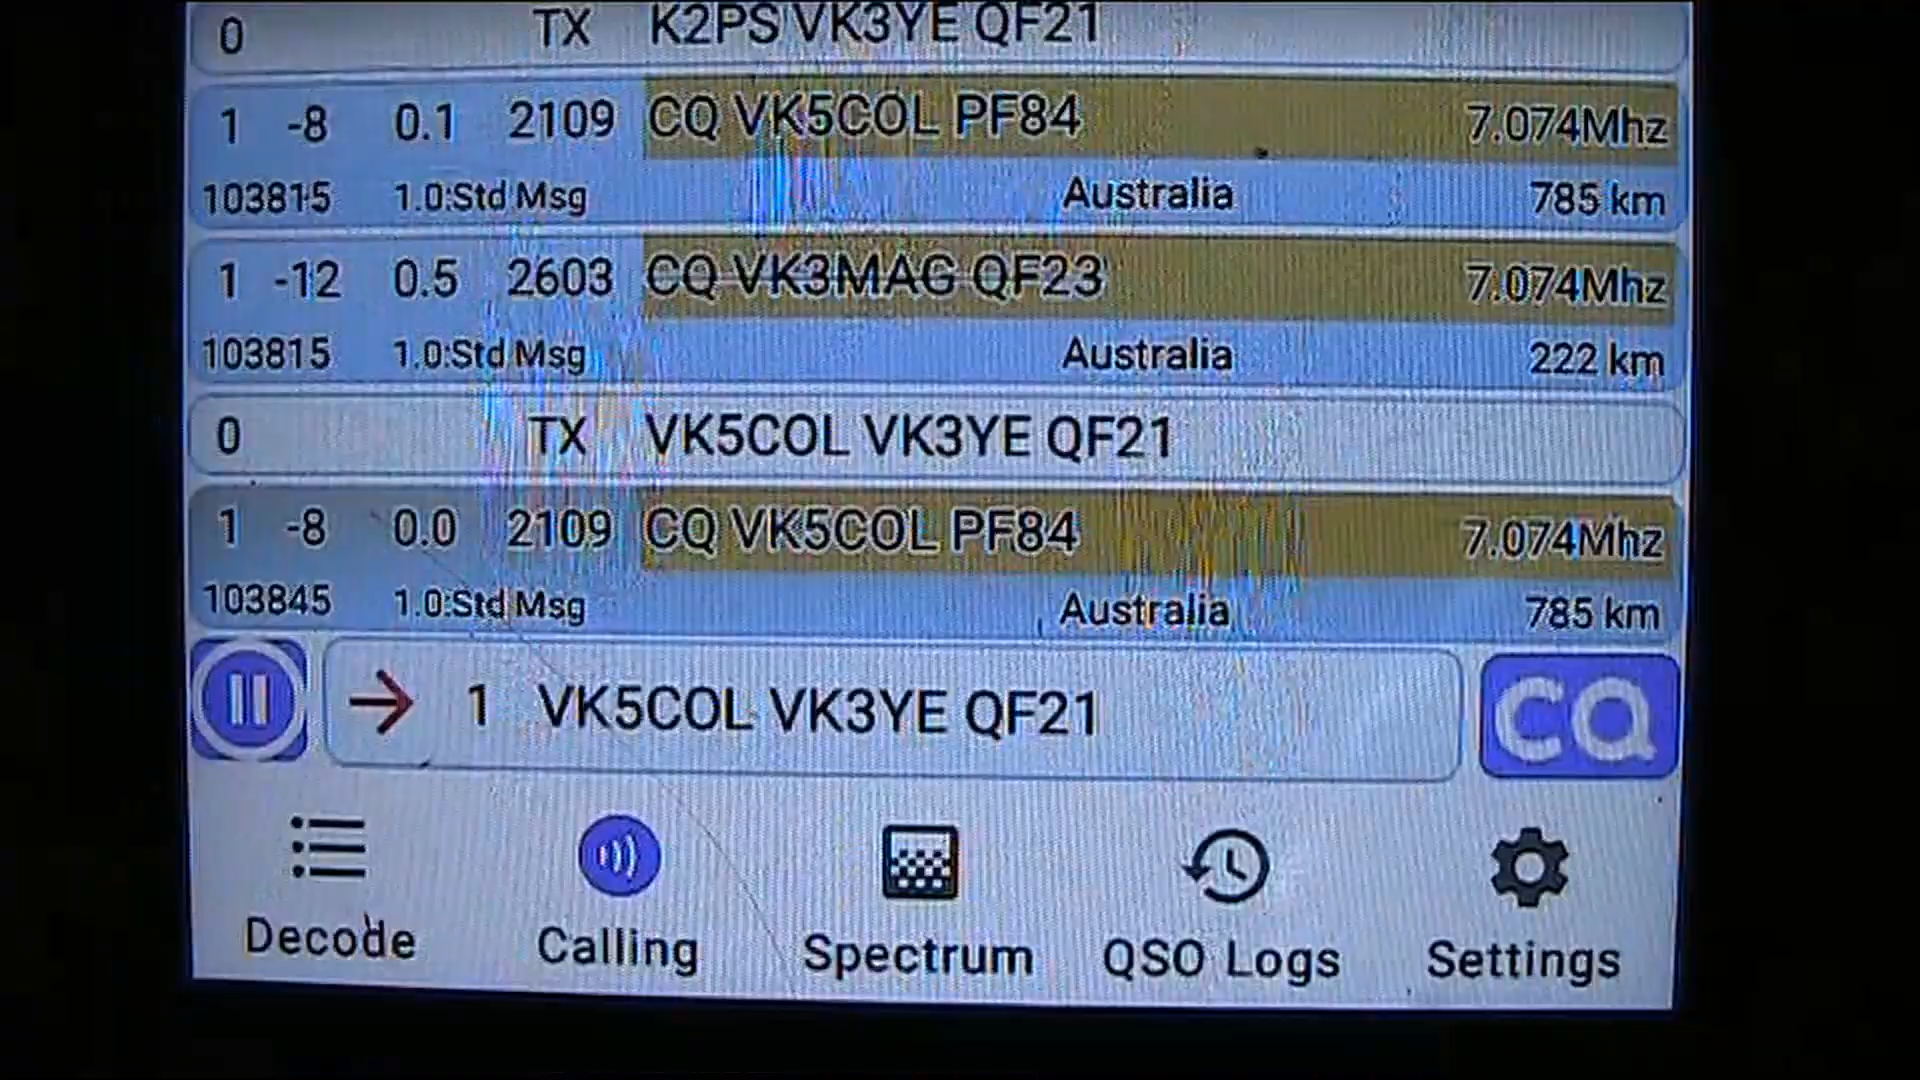 0 TX K2PS VK3YE QF21
1 -8 0.1 2109 CQ VK5COL PF84 7.074Mhz
103815 1.0:Std Msg Australia 785 km
1 -12 0.5 2603 CQ VK3MAG QF23 7.074Mhz
103815 1.0:Std Msg Australia 222 km
0 TX VK5COL VK3YE QF21
1 -8 0.0 2109 CQ VK5COL PF84 7.074Mhz
103845 1.0:Std Msg Australia 785 km
1 VK5COL VK3YE QF21 CQ
Decode Calling Spectrum QSO Logs Settings